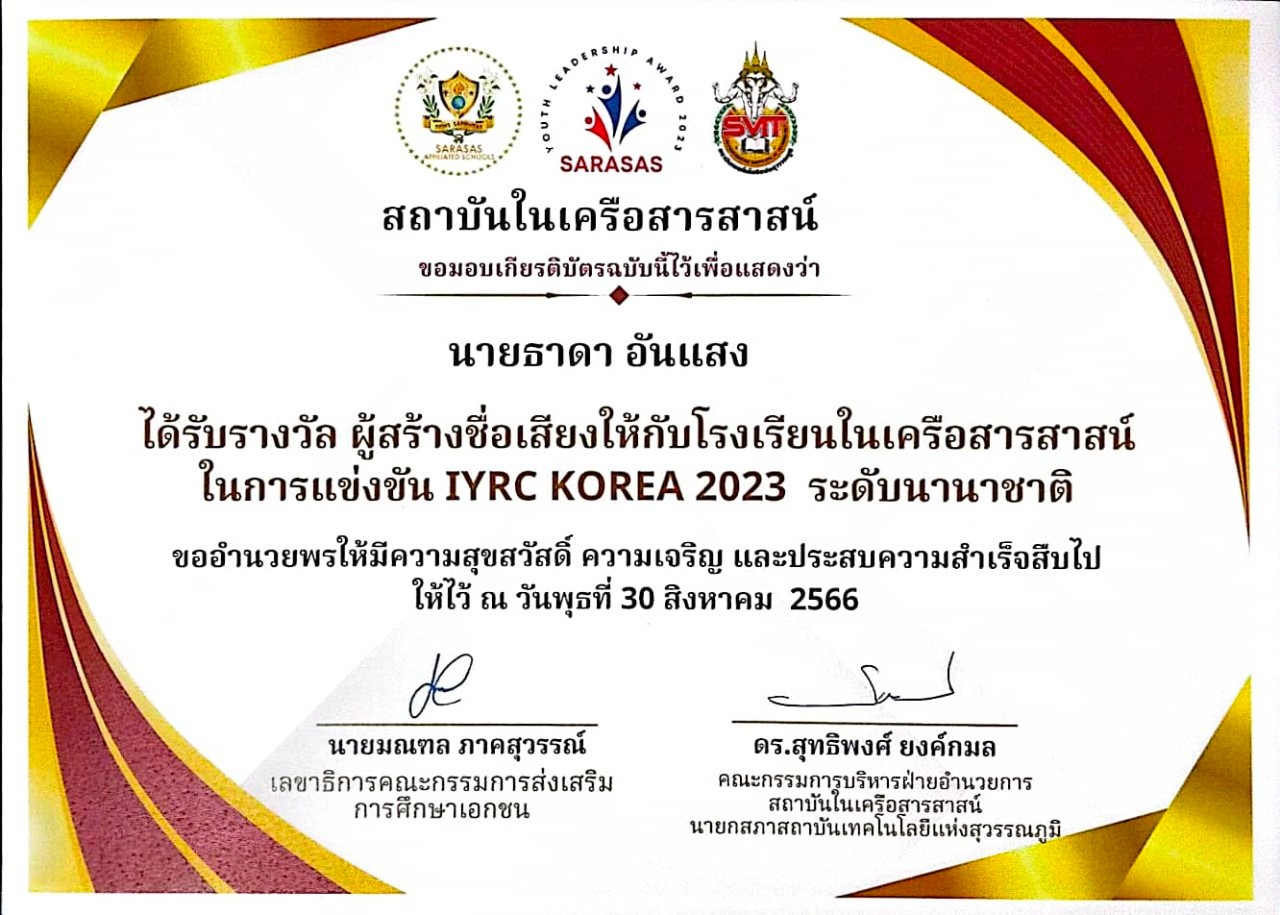 SARASAS
AFFILIATED SCHOOLS
YOUTH LEADERSHIP AWARD 2023
SARASAS
SVIT
สถาบันในเครือสารสาสน์
ขอมอบเกียรติบัตรฉบับนี้ไว้เพื่อแสดงว่า
นายธาดา อันแสง
ได้รับรางวัล ผู้สร้างชื่อเสียงให้กับโรงเรียนในเครือสารสาสน์
ในการแข่งขัน IYRC KOREA 2023 ระดับนานาชาติ
ขออำนวยพรให้มีความสุขสวัสดิ์ ความเจริญ และประสบความสำเร็จสืบไป
ให้ไว้ ณ วันพุธที่ 30 สิงหาคม 2566
นายมณฑล ภาคสุวรรณ์
เลขาธิการคณะกรรมการส่งเสริม
การศึกษาเอกชน
ดร.สุทธิพงศ์ ยงค์กมล
คณะกรรมการบริหารฝ่ายอำนวยการ
สถาบันในเครือสารสาสน์
นายกสภาสถาบันเทคโนโลยีแห่งสุวรรณภูมิ